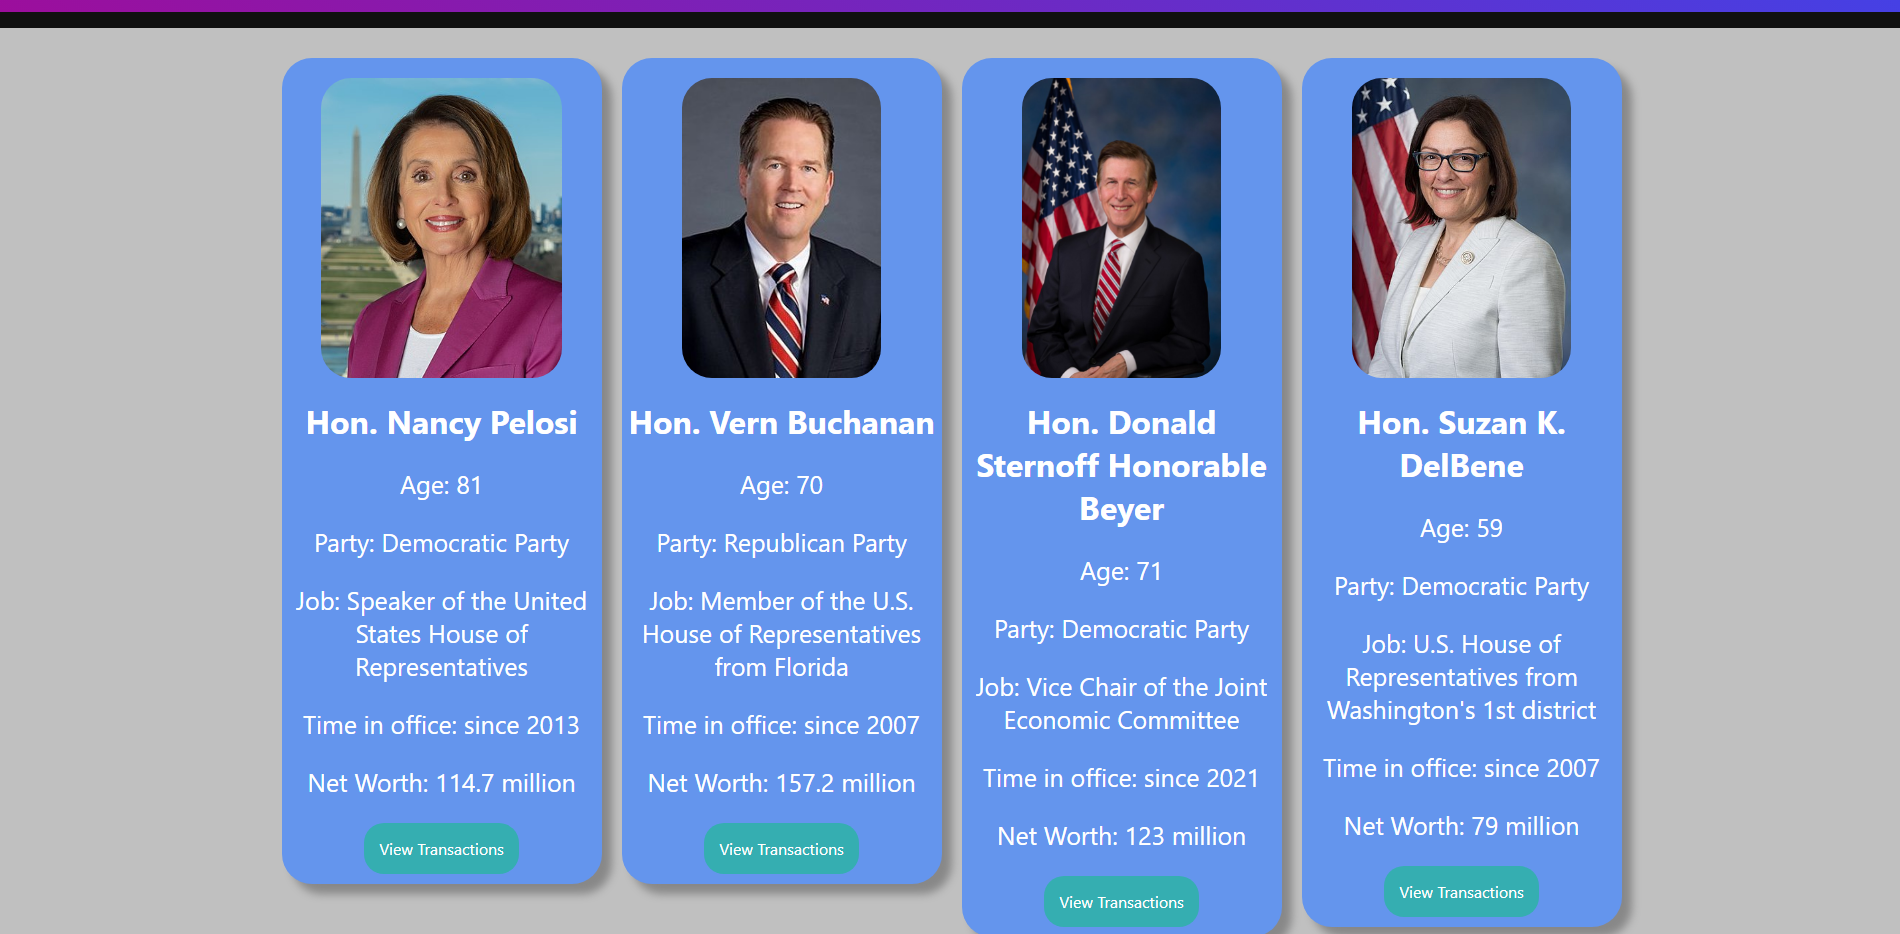 Hon. Nancy Pelosi
Age: 81
Party: Democratic Party
Job: Speaker of the United
States House of
Representatives
Time in office: since 2013
Net Worth: 114.7 million
View Transactions
Hon. Vern Buchanan
Age: 70
Party: Republican Party
Job: Member of the U.S.
House of Representatives
from Florida
Time in office: since 2007
Net Worth: 157.2 million
View Transactions
Hon. Donald
Sternoff Honorable
Beyer
Age: 71
Party: Democratic Party
Job: Vice Chair of the Joint
Economic Committee
Time in office: since 2021
Net Worth: 123 million
View Transactions
Hon. Suzan K.
DelBene
Age: 59
Party: Democratic Party
Job: U.S. House of
Representatives from
Washington's 1st district
Time in office: since 2007
Net Worth: 79 million
View Transactions